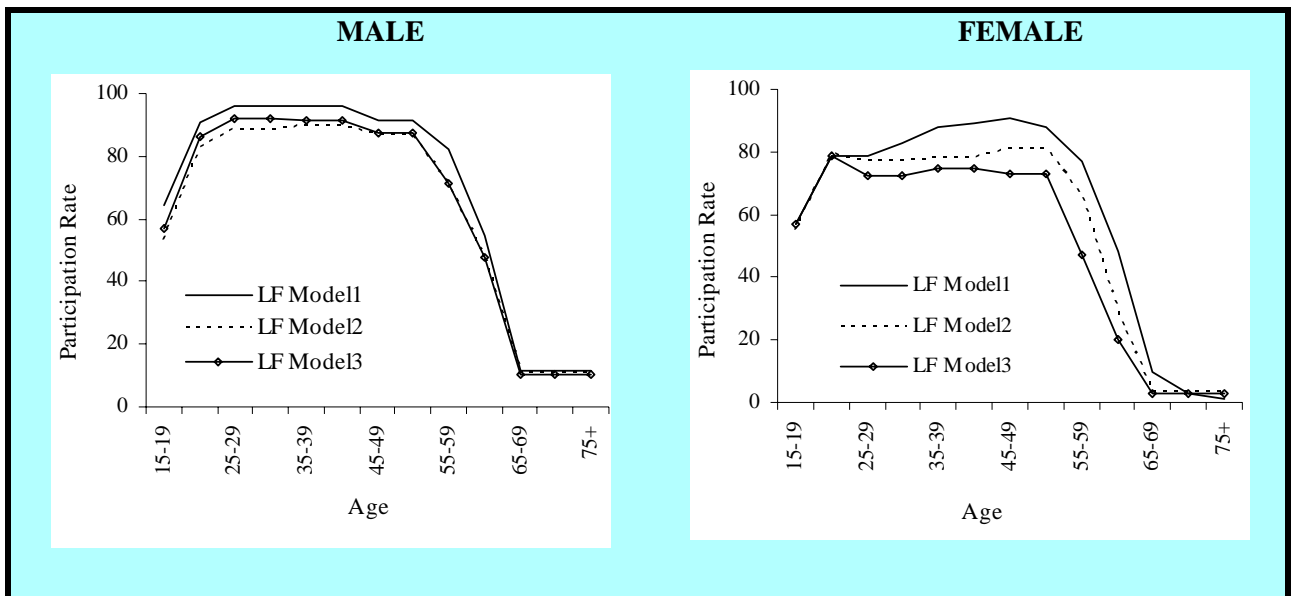 MALE
100
80
60
40
20
0
Participation Rate
LF Model1
LF Model2
LF Model3
15-19
25-29
35-39
45-49
55-59
65-69
75+
Age
FEMALE
100
80
60
40
20
0
Participation Rate
LF Model1
LF Model2
LF Model3
15-19
25-29
35-39
45-49
55-59
65-69
75+
Age